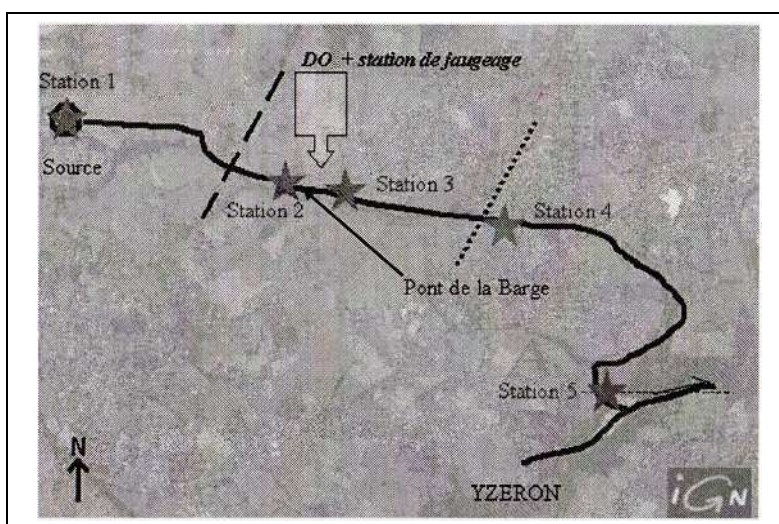 DO + station de jaugeage
Station 1
Source
Station 2
Station 3
Station 4
Pont de la Barge
Station 5
N
YZERON
iGN